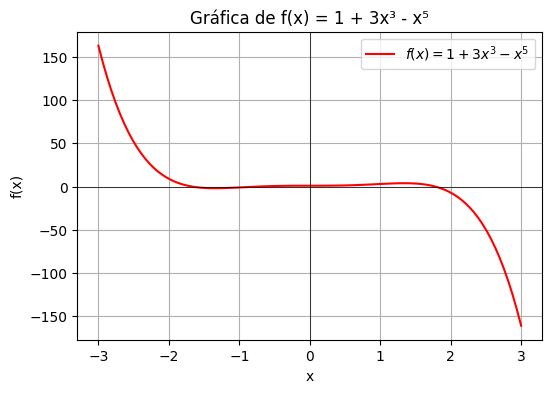 Gráfica de f(x) = 1 + 3x³ - x⁵
f(x) = 1 + 3x³ − x⁵
150
100
50
0
−50
−100
−150
f(x)
−3 −2 −1 0 1 2 3
x